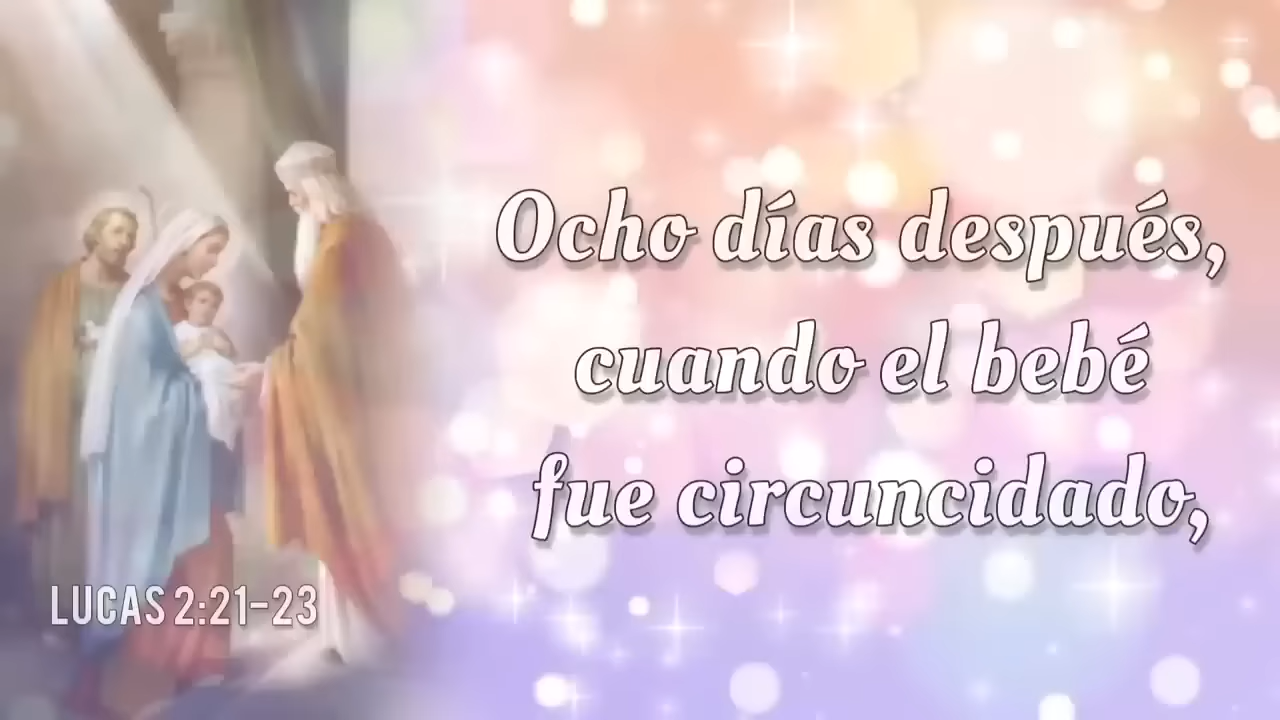 Ocho días después,
cuando el bebé
fue circuncidado,
LUCAS 2:21-23